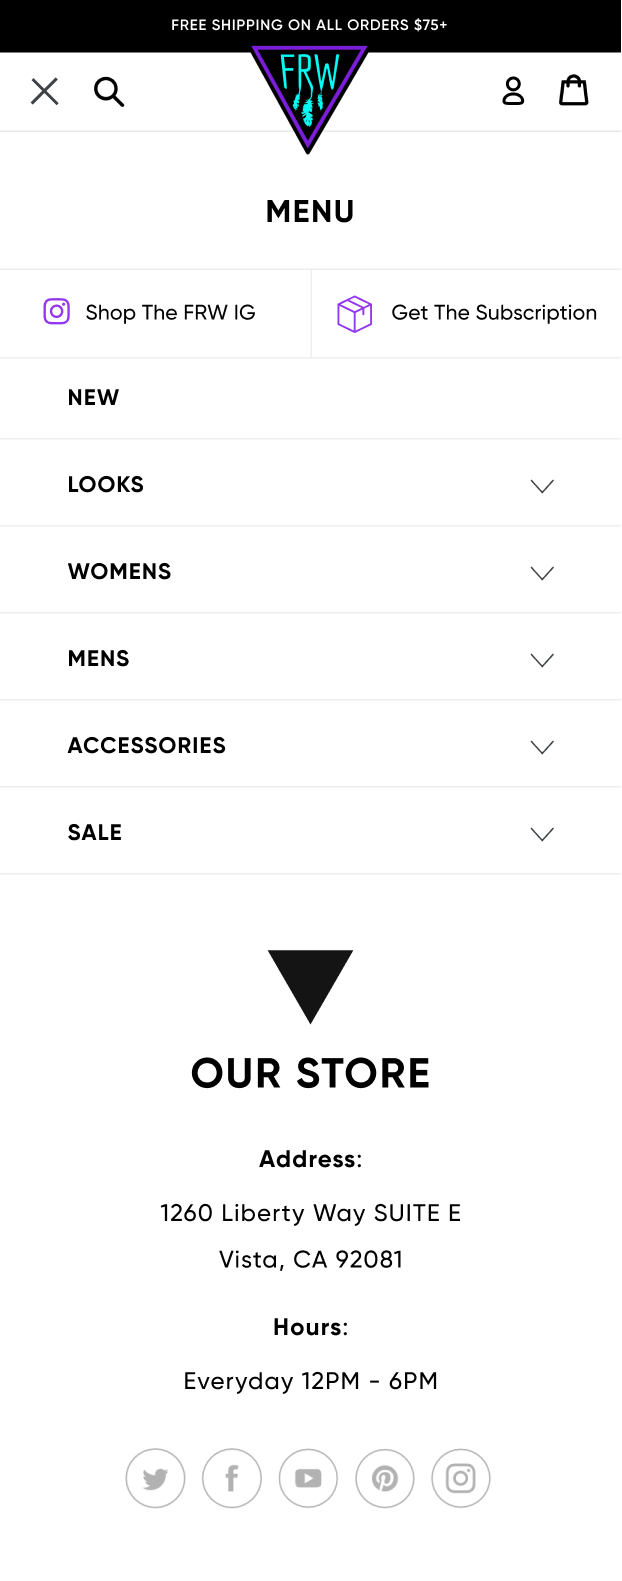 FREE SHIPPING ON ALL ORDERS $75+
FRW
MENU
Shop The FRW IG
Get The Subscription
NEW
LOOKS
WOMENS
MENS
ACCESSORIES
SALE
OUR STORE
Address:
1260 Liberty Way SUITE E
Vista, CA 92081
Hours:
Everyday 12PM - 6PM